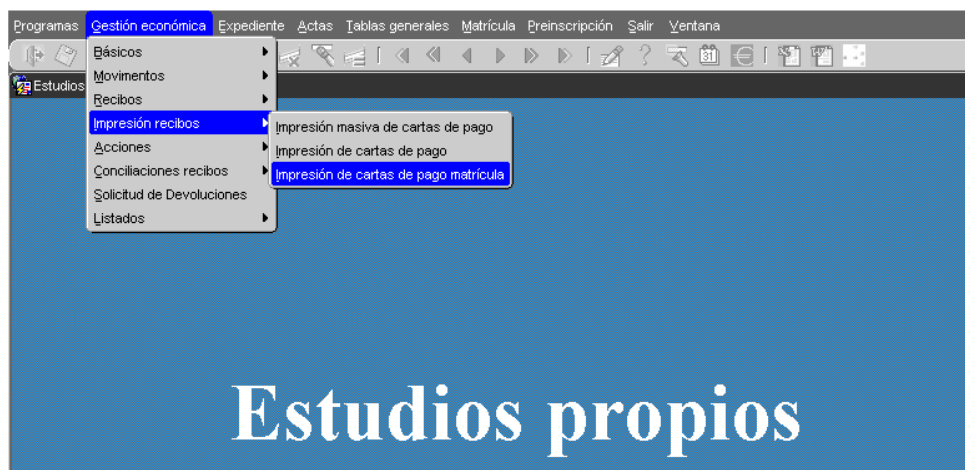 Programas Gestión económica Expediente Actas Tablas generales Matrícula Preinscripción Salir Ventana
31
Estudios
Básicos
Movimentos
Recibos
Impresión recibos
Acciones
Conciliaciones recibos
Solicitud de Devoluciones
Listados
Impresión masiva de cartas de pago
Impresión de cartas de pago
Impresión de cartas de pago matrícula
Estudios propios